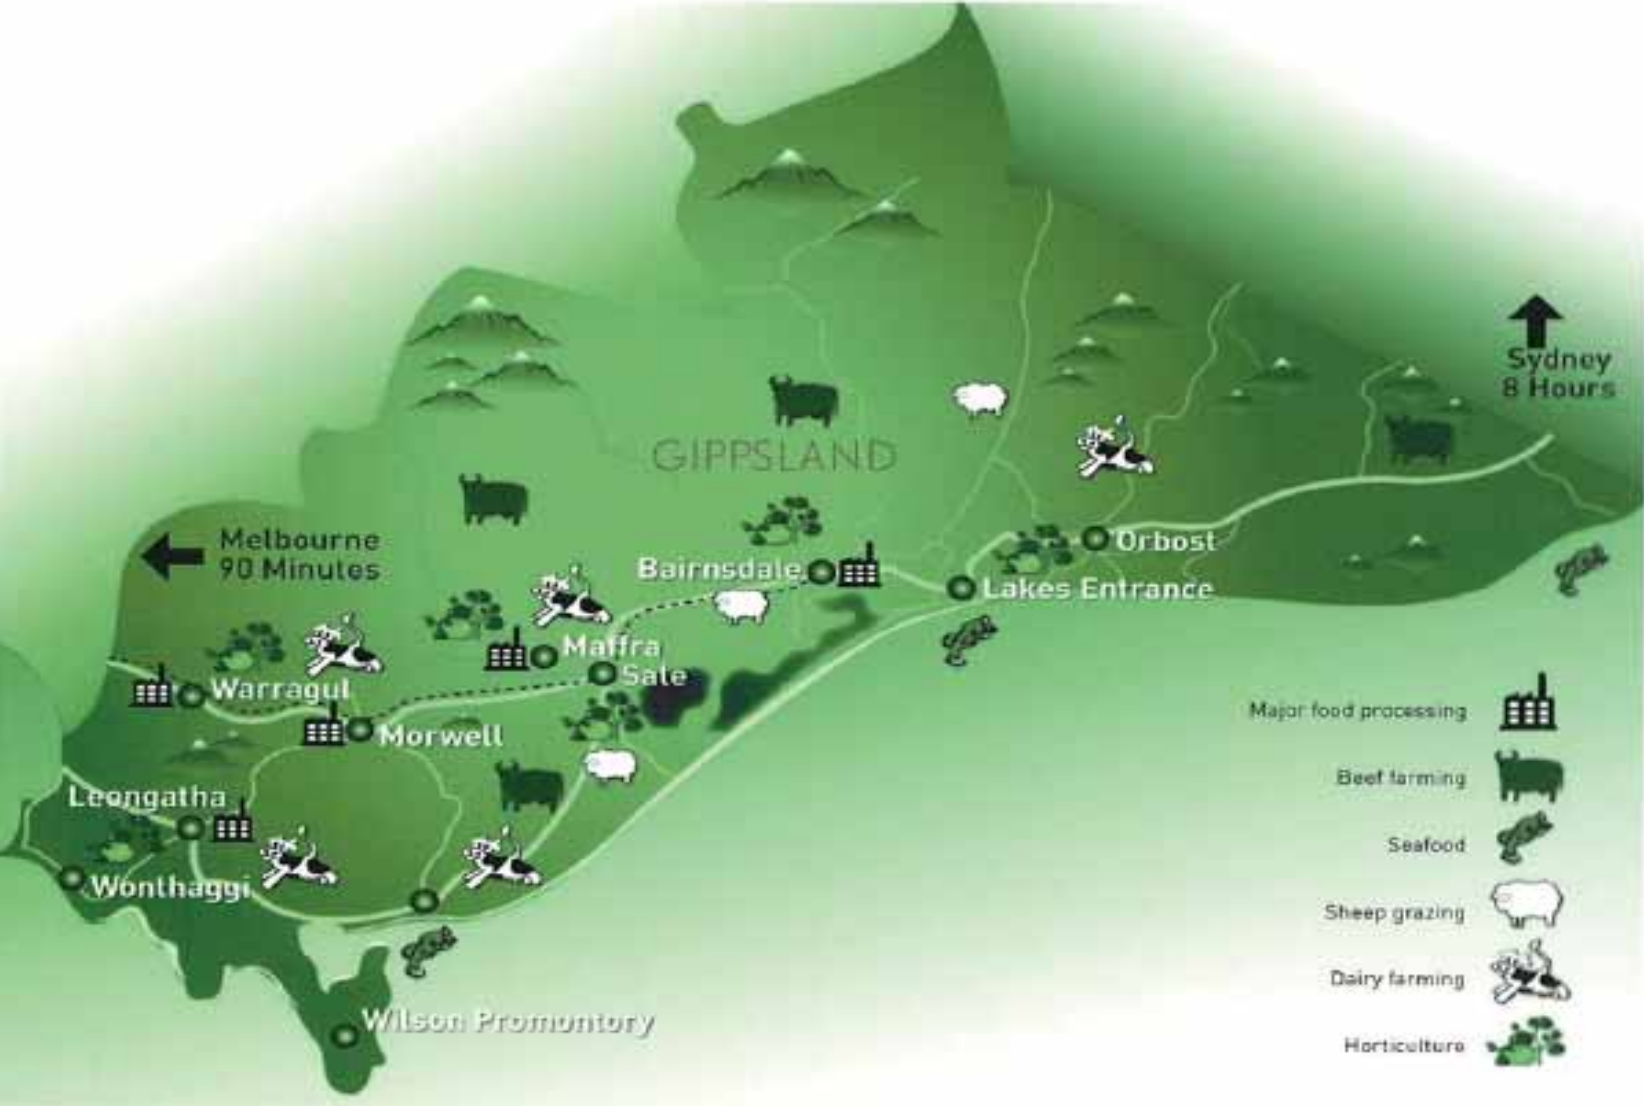 GIPPSLAND
Sydney
8 Hours
Melbourne
90 Minutes
Bairnsdale
Orbost
Lakes Entrance
Maffra
Sale
Warragul
Morwell
Leongatha
Wonthaggi
Wilson Promontory
Major food processing
Beef farming
Seafood
Sheep grazing
Dairy farming
Horticulture